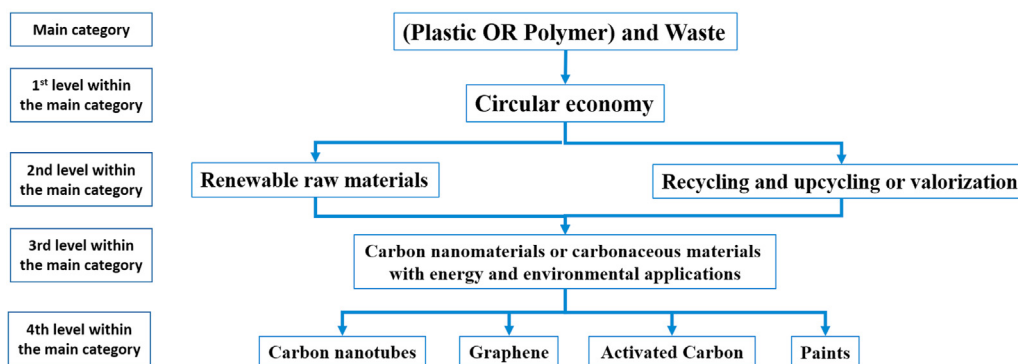 Main category
(Plastic OR Polymer) and Waste
1st level within
the main category
Circular economy
2nd level within
the main category
Renewable raw materials
Recycling and upcycling or valorization
3rd level within
the main category
Carbon nanomaterials or carbonaceous materials
with energy and environmental applications
4th level within
the main category
Carbon nanotubes
Graphene
Activated Carbon
Paints